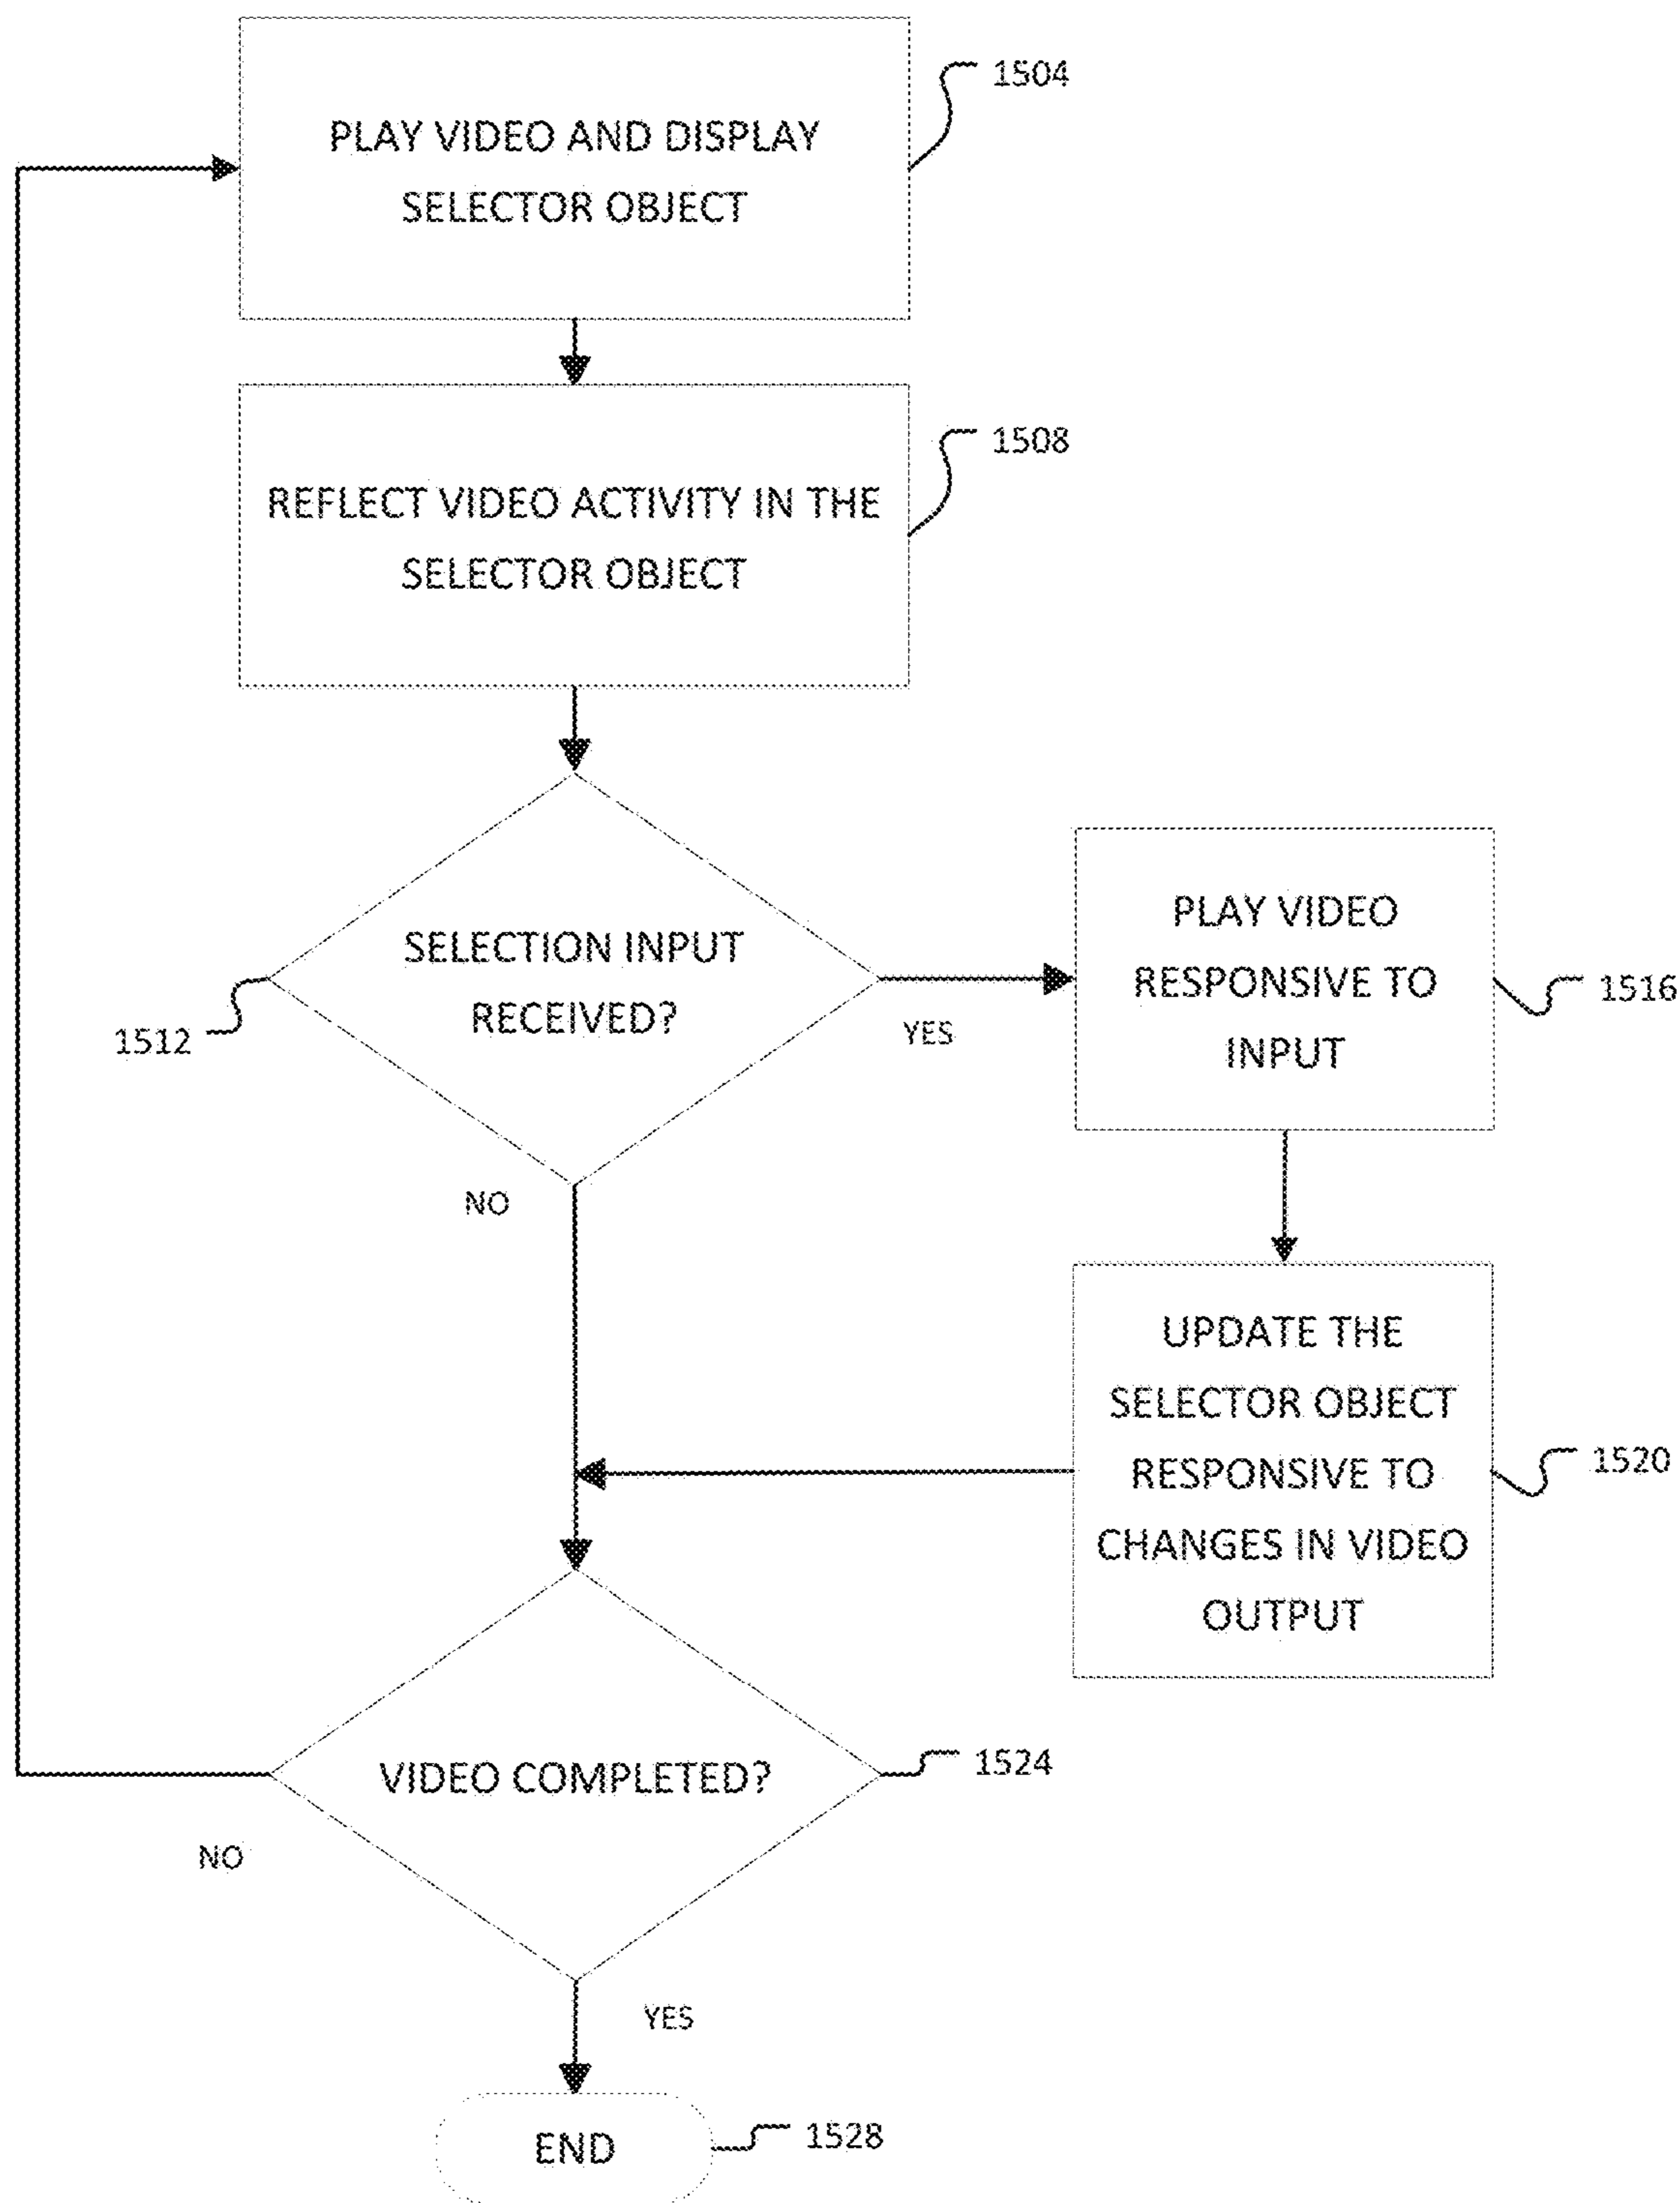 1504
PLAY VIDEO AND DISPLAY
SELECTOR OBJECT
1508
REFLECT VIDEO ACTIVITY IN THE
SELECTOR OBJECT
SELECTION INPUT
RECEIVED?
1512
YES
NO
PLAY VIDEO
RESPONSIVE TO
INPUT
1516
UPDATE THE
SELECTOR OBJECT
RESPONSIVE TO
CHANGES IN VIDEO
OUTPUT
1520
VIDEO COMPLETED?
1524
NO
YES
END
1528